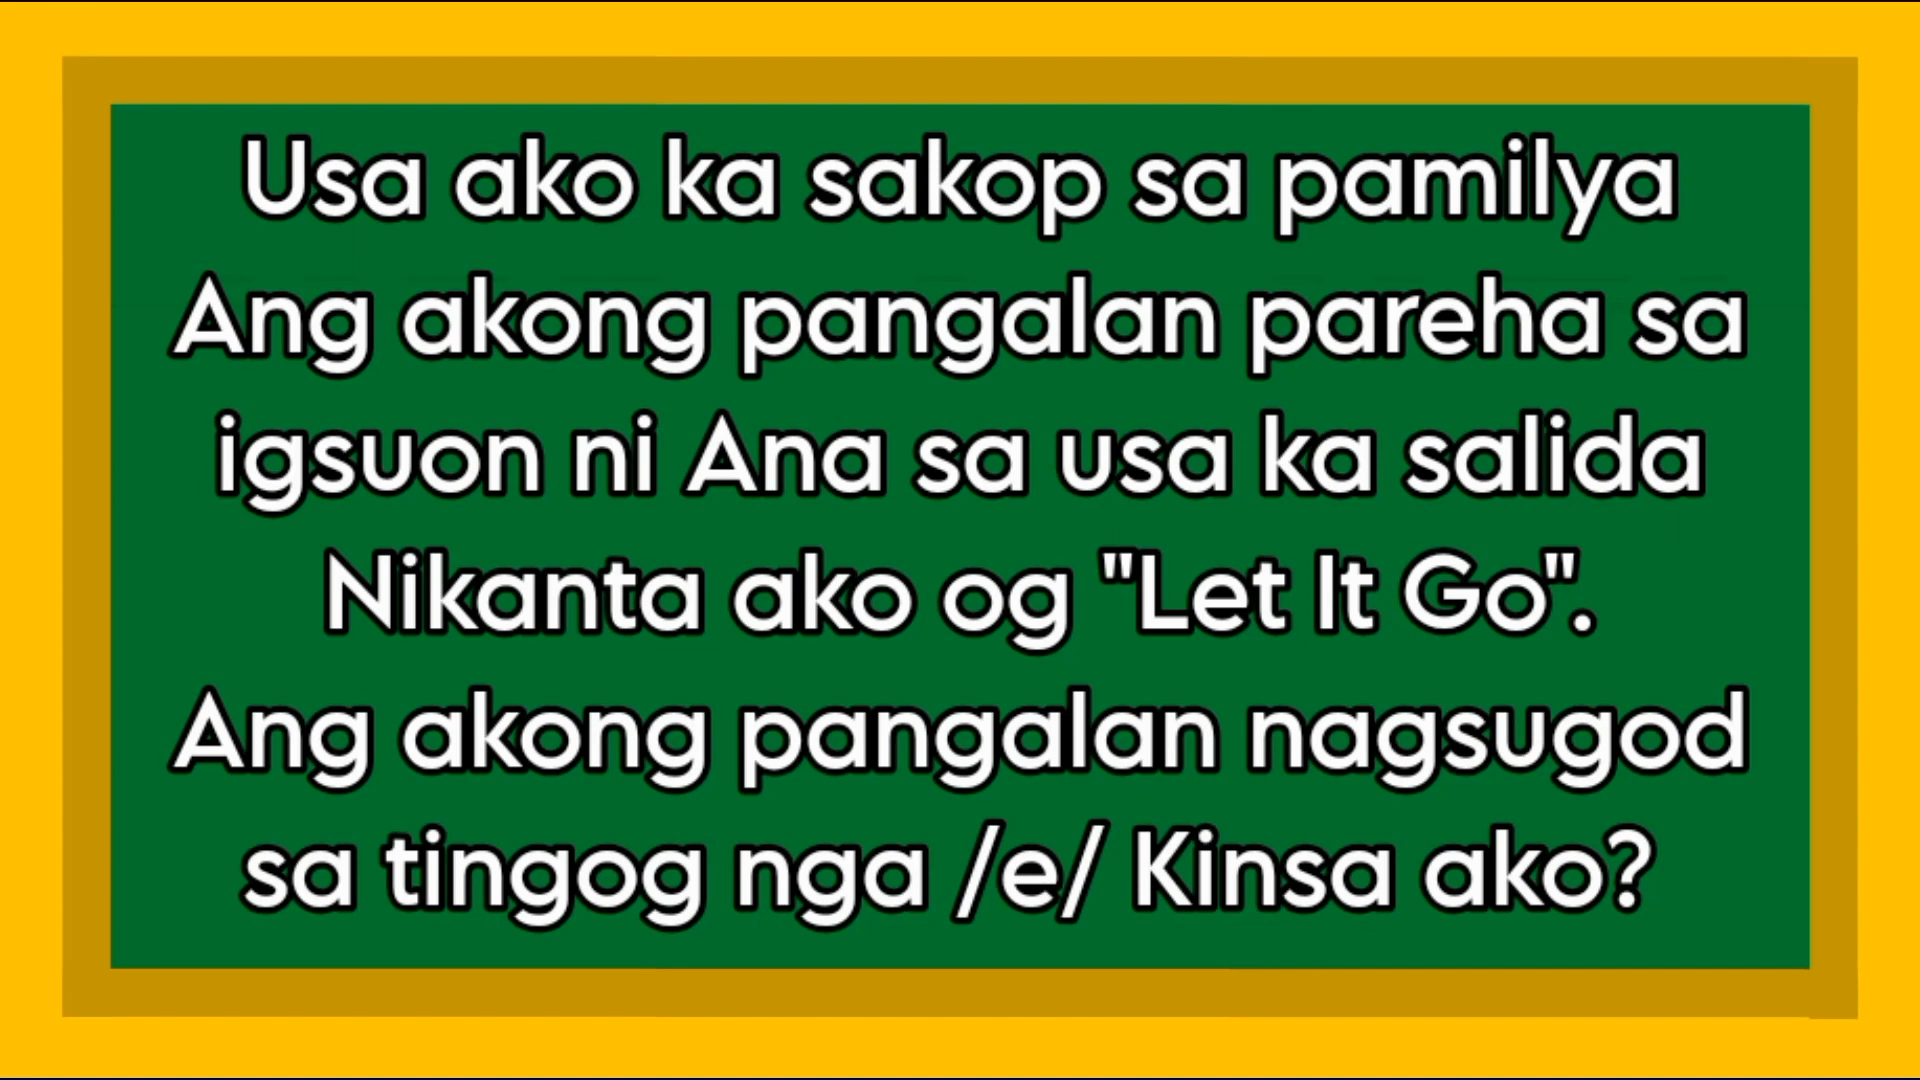 Usa ako ka sakop sa pamilya
Ang akong pangalan pareha sa
igsuon ni Ana sa usa ka salida
Nikanta ako og "Let It Go".
Ang akong pangalan nagsugod
sa tingog nga /e/ Kinsa ako?